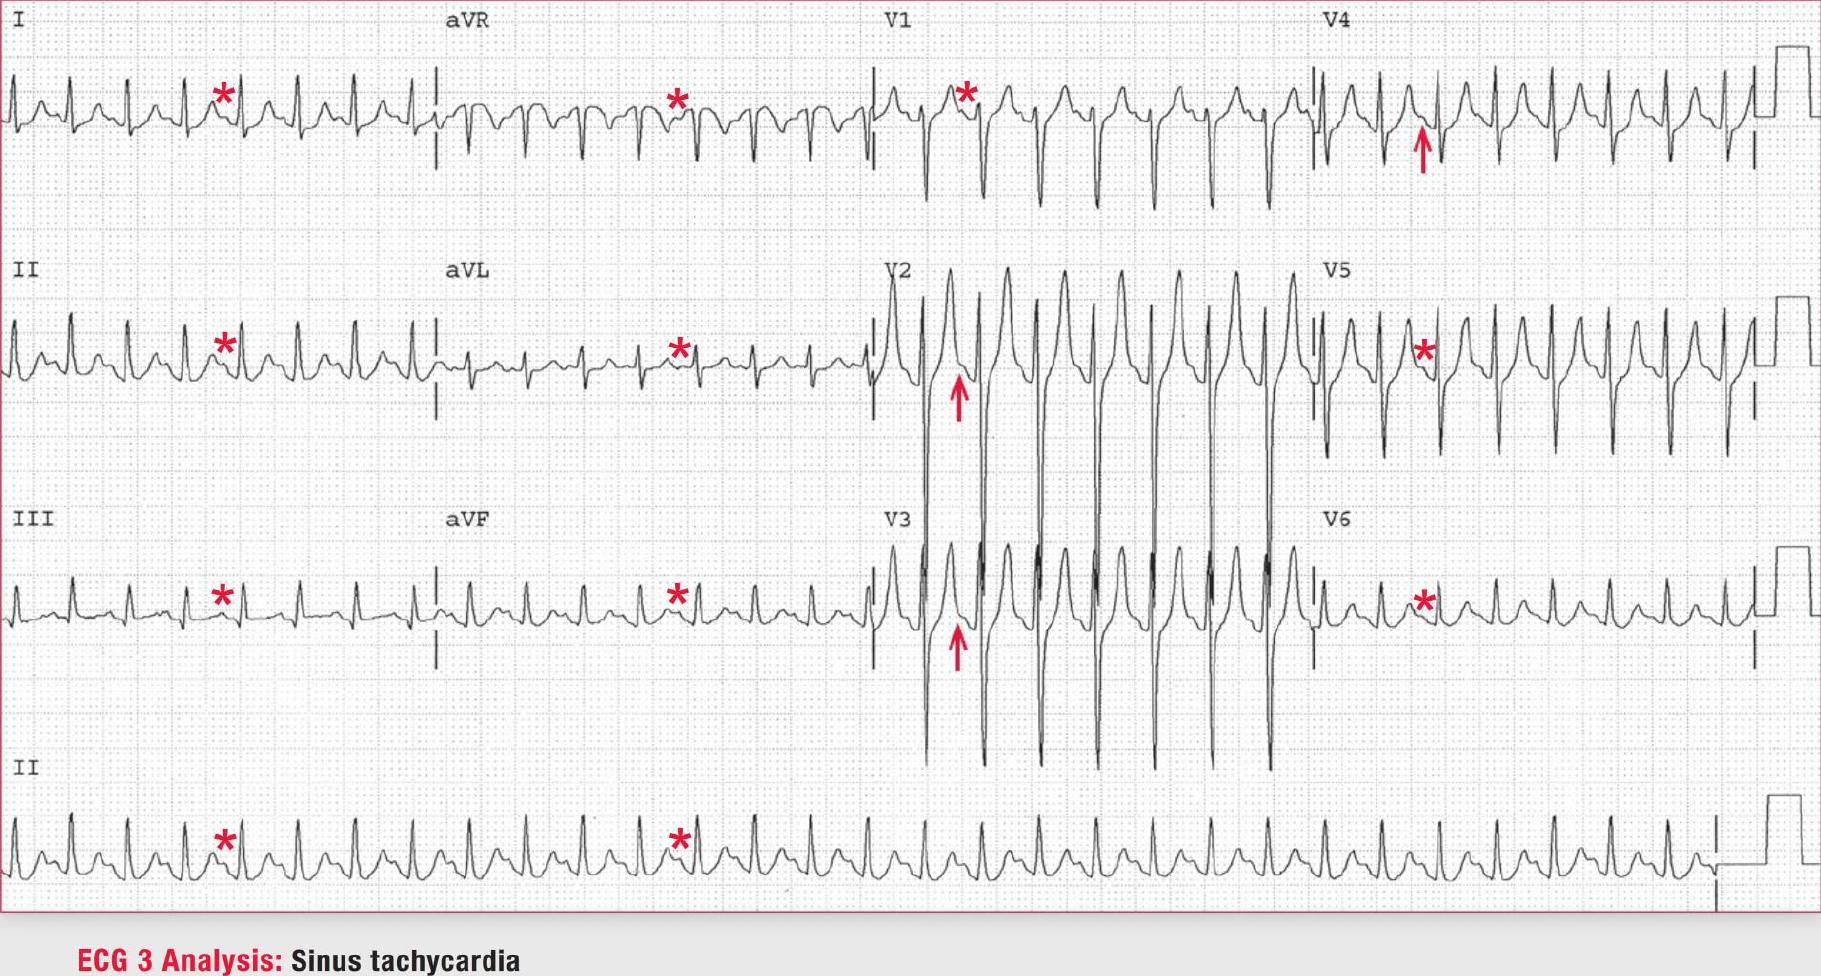 I aVR V1 V4
II aVL V2 V5
III aVF V3 V6
II
ECG 3 Analysis: Sinus tachycardia